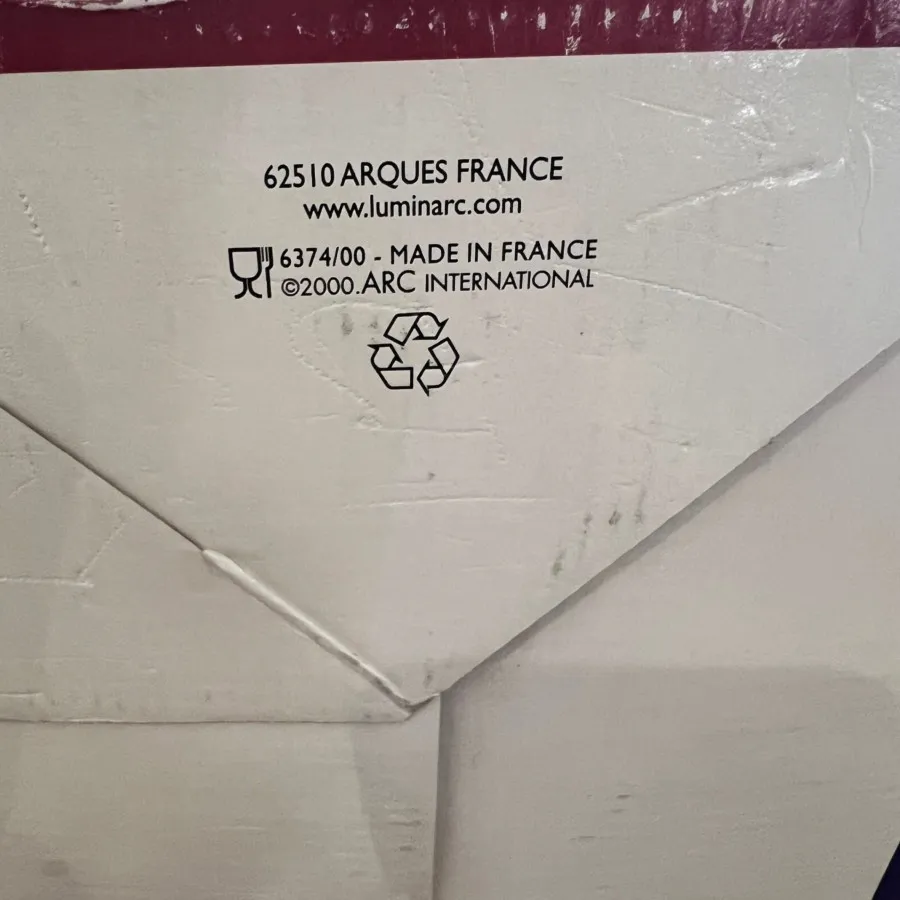 62510 ARQUES FRANCE
www.luminarc.com
6374/00 - MADE IN FRANCE
©2000.ARC INTERNATIONAL